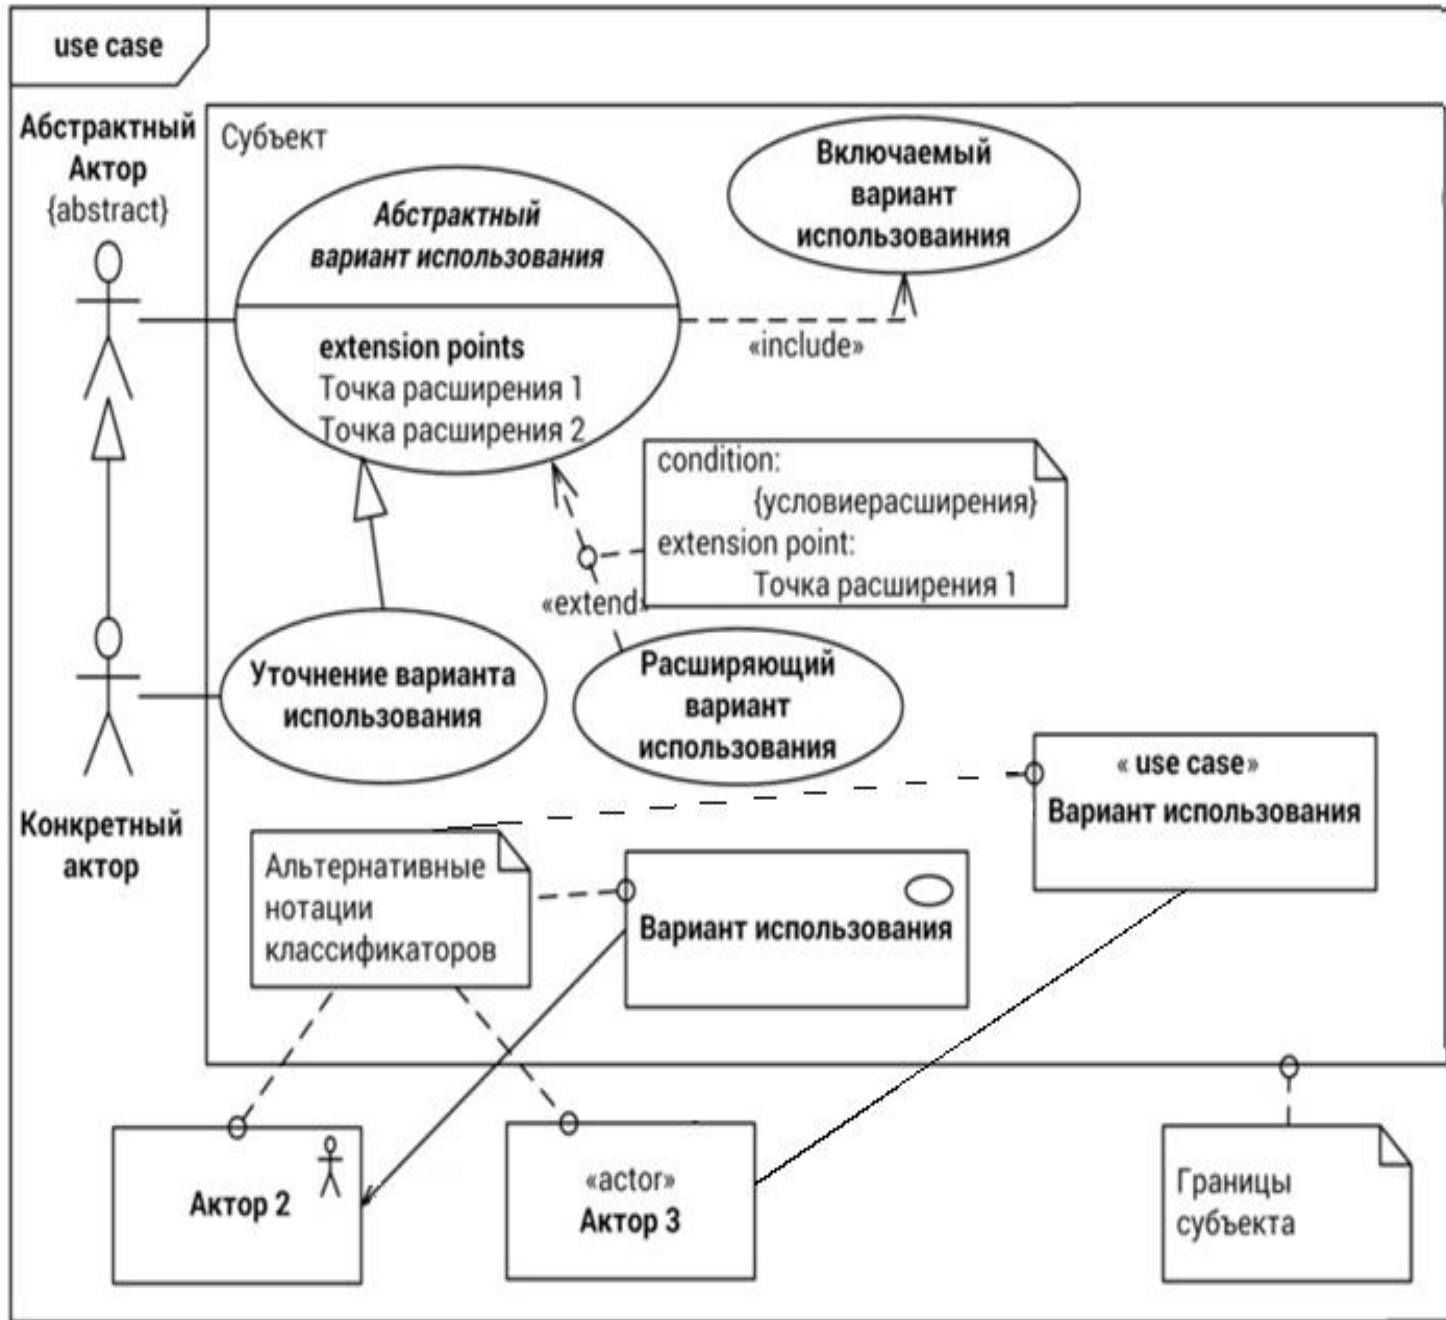 use case
Абстрактный
Актор
{abstract}
Субъект
Абстрактный
вариант использования
extension points
Точка расширения 1
Точка расширения 2
Включаемый
вариант
использоваиния
«include»
condition:
{условиерасширения}
extension point:
Точка расширения 1
«extend»
Уточнение варианта
использования
Расширяющий
вариант
использования
Конкретный
актор
« use case»
Вариант использования
Альтернативные
нотации
классификаторов
Вариант использования
Актор 2
«actor»
Актор 3
Границы
субъекта